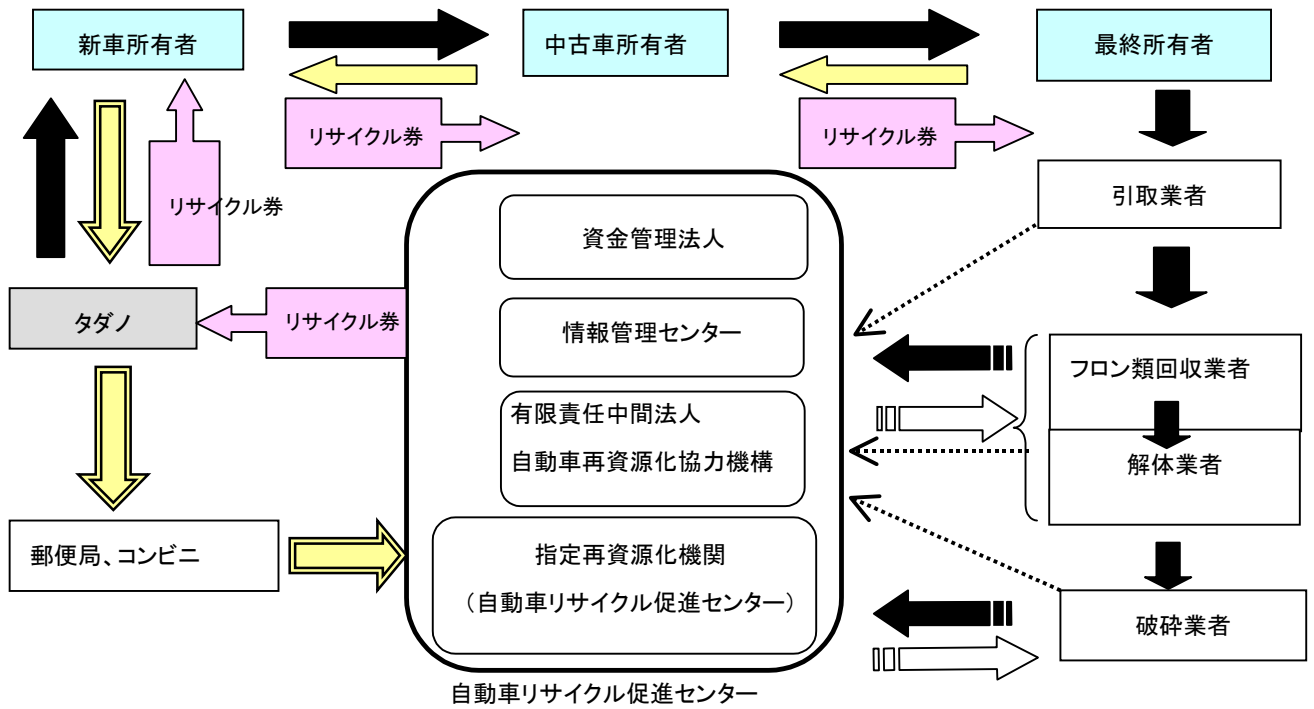 新車所有者
中古車所有者
最終所有者
リサイクル券
リサイクル券
リサイクル券
引取業者
資金管理法人
タダノ
リサイクル券
情報管理センター
フロン類回収業者
有限責任中間法人
自動車再資源化協力機構
解体業者
郵便局、コンビニ
指定再資源化機関
（自動車リサイクル促進センター）
破砕業者
自動車リサイクル促進センター